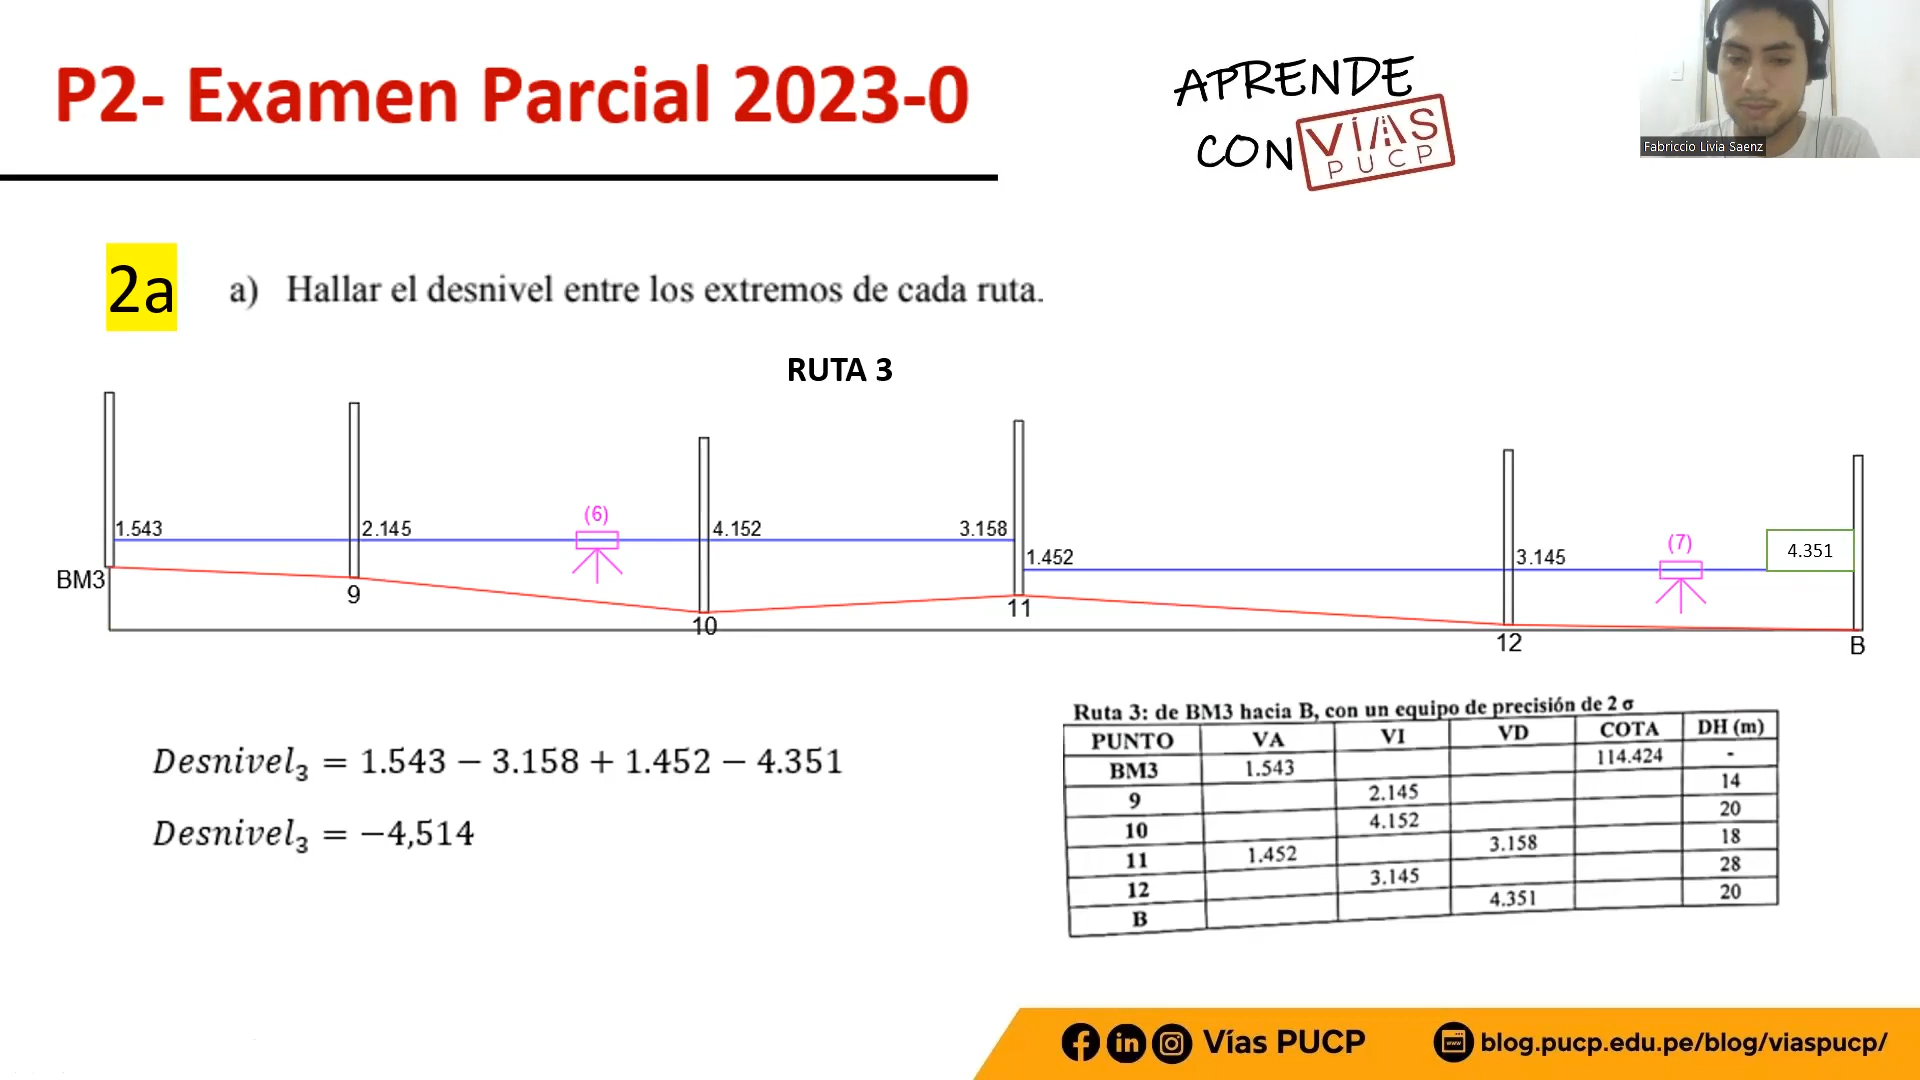 P2- Examen Parcial 2023-0
APRENDE
CON VÍAS
PUCP
Fabriccio Livia Saenz
2a
a) Hallar el desnivel entre los extremos de cada ruta.
RUTA 3
1.543
2.145
(6)
4.152
3.158
1.452
3.145
(7)
4.351
BM3
9
10
11
12
B
Desnivel₃ = 1.543 − 3.158 + 1.452 − 4.351
Desnivel₃ = −4,514
Ruta 3: de BM3 hacia B, con un equipo de precisión de 2 σ
PUNTO VA VI VD COTA DH (m)
BM3 1.543 114.424 -
9 2.145 14
10 4.152 20
11 1.452 3.158 18
12 3.145 28
B 4.351 20
Vías PUCP
www
blog.pucp.edu.pe/blog/viaspucp/